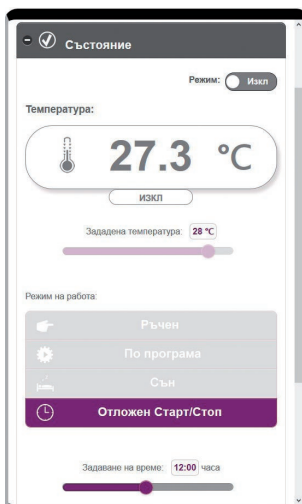 Състояние
Режим: Изкл
Температура:
27.3 °C
ИЗКЛ
Зададена температура: 28 °C
Режим на работа:
Ръчен
По програма
Сън
Отложен Старт/Стоп
Задаване на време: 12:00 часа